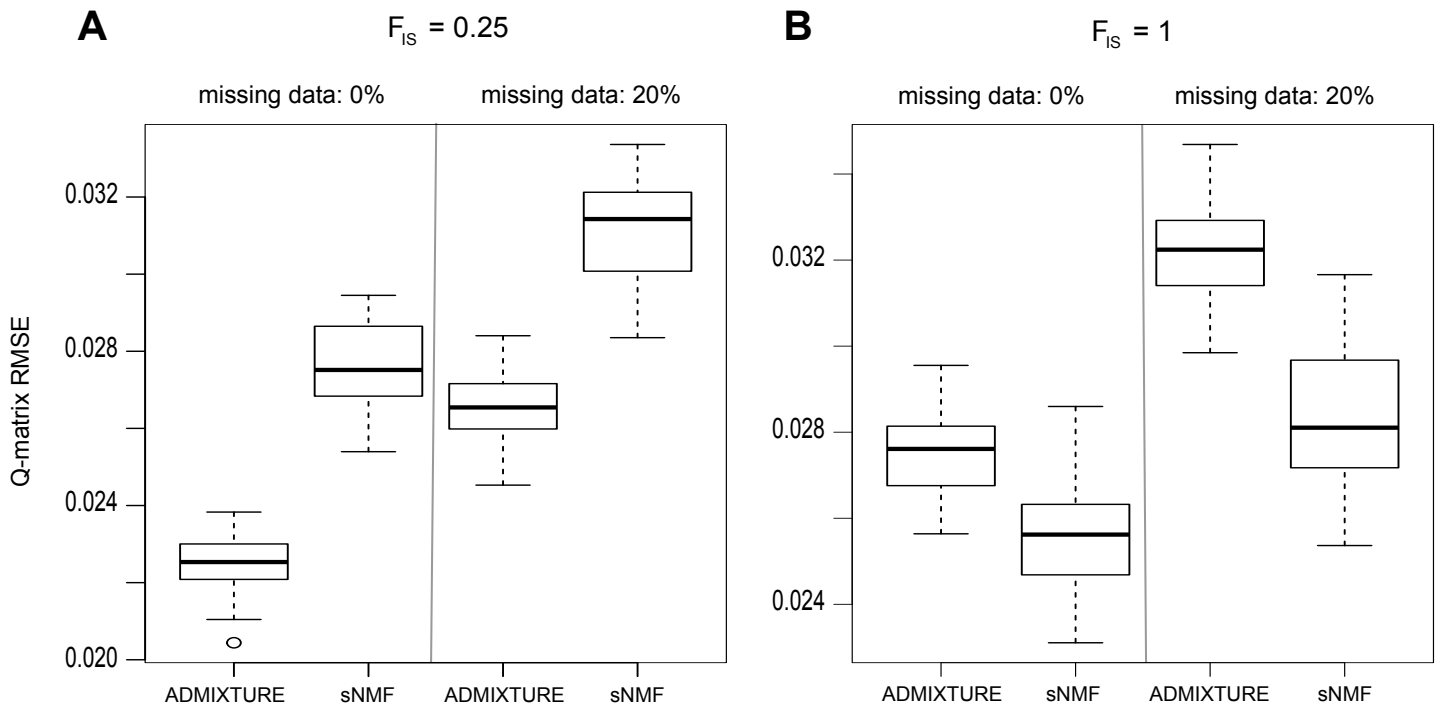 A
F_IS = 0.25
missing data: 0%
missing data: 20%
Q-matrix RMSE
0.032
0.028
0.024
0.020
ADMIXTURE
sNMF
ADMIXTURE
sNMF
B
F_IS = 1
missing data: 0%
missing data: 20%
0.032
0.028
0.024
ADMIXTURE
sNMF
ADMIXTURE
sNMF